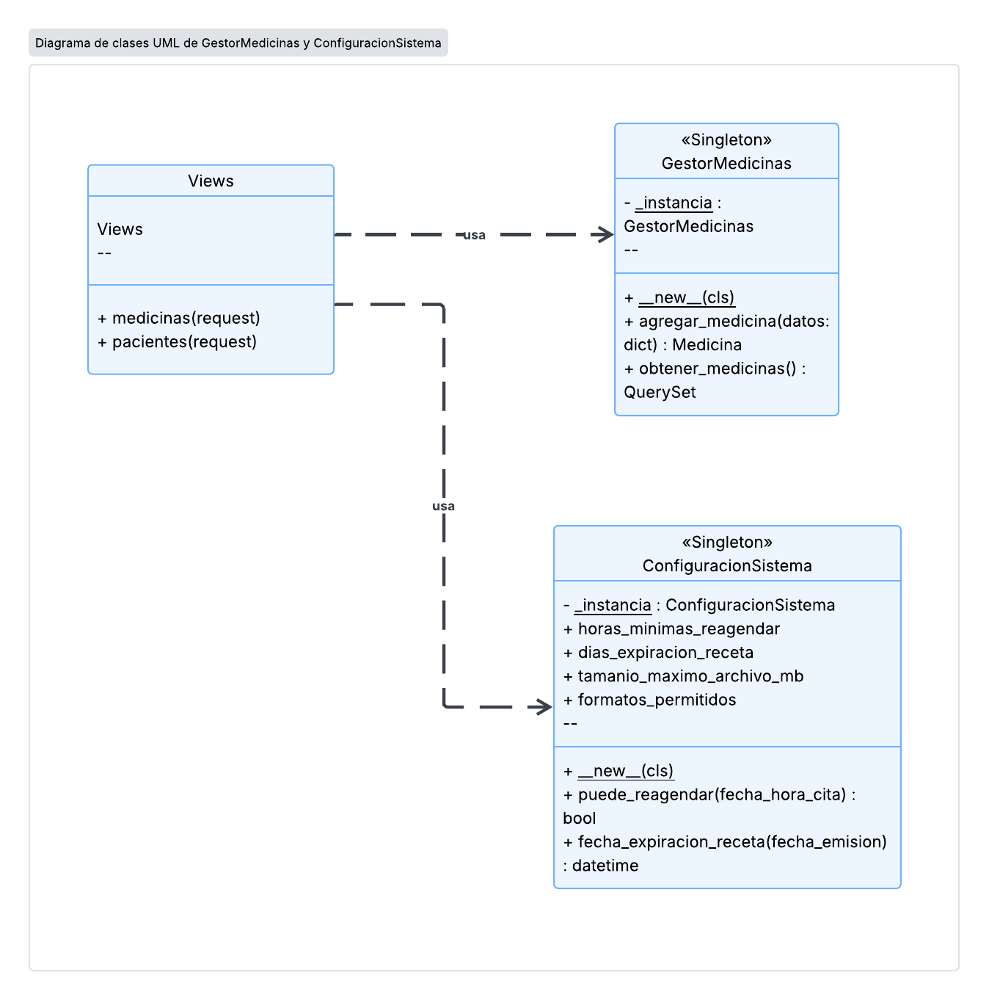 Diagrama de clases UML de GestorMedicinas y ConfiguracionSistema
Views
Views
--
+ medicinas(request)
+ pacientes(request)
usa
«Singleton»
GestorMedicinas
- _instancia :
GestorMedicinas
--
+ __new__(cls)
+ agregar_medicina(datos:
dict) : Medicina
+ obtener_medicinas() :
QuerySet
usa
«Singleton»
ConfiguracionSistema
- _instancia : ConfiguracionSistema
+ horas_minimas_reagendar
+ dias_expiracion_receta
+ tamanio_maximo_archivo_mb
+ formatos_permitidos
--
+ __new__(cls)
+ puede_reagendar(fecha_hora_cita) :
bool
+ fecha_expiracion_receta(fecha_emision)
: datetime